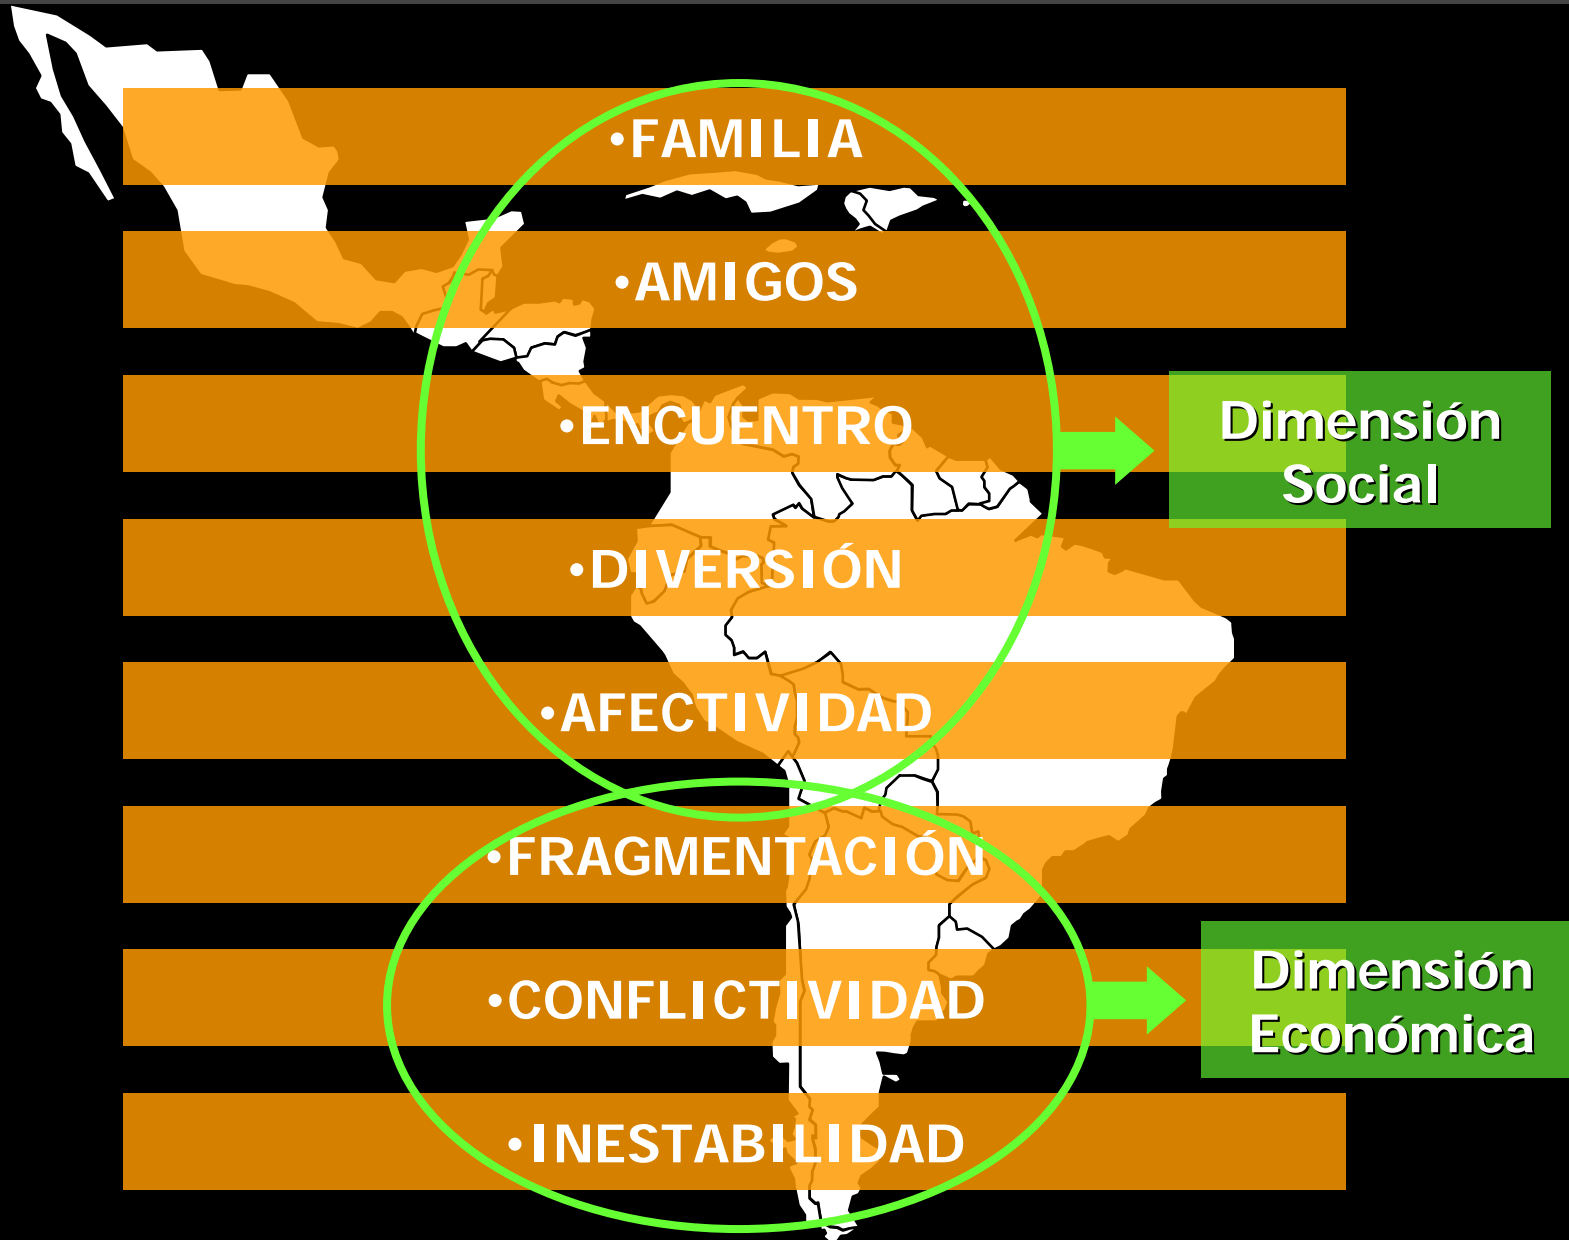 •FAMILIA
•AMIGOS
•ENCUENTRO
Dimensión
Social
•DIVERSIÓN
•AFECTIVIDAD
•FRAGMENTACIÓN
•CONFLICTIVIDAD
Dimensión
Económica
•INESTABILIDAD